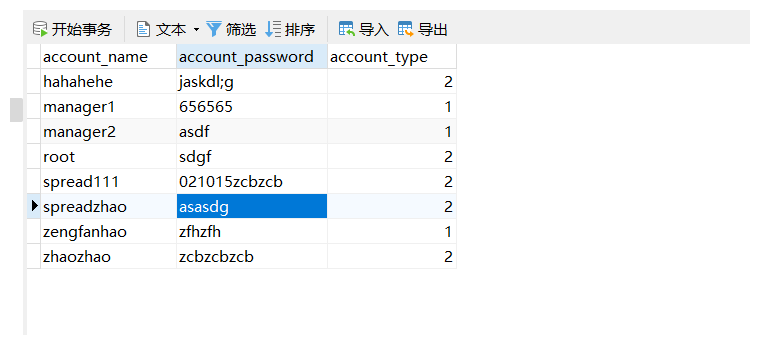 开始事务 文本 筛选 排序 导入 导出
account_name account_password account_type
hahahehe jaskdl;g 2
manager1 656565 1
manager2 asdf 1
root sdgf 2
spread111 021015zcbzcb 2
spreadzhao asasdg 2
zengfanhao zfhzfh 1
zhaozhao zcbzcbzcb 2